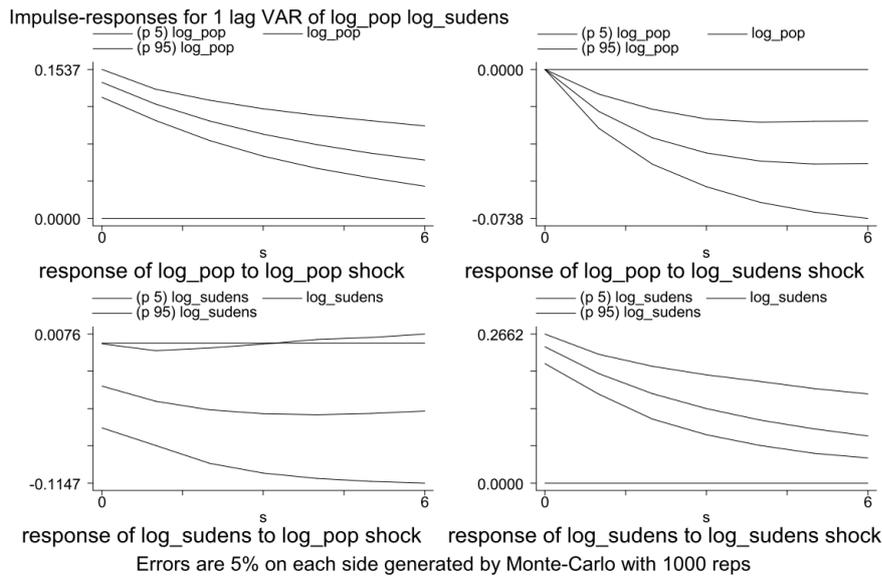 Impulse-responses for 1 lag VAR of log_pop log_sudens
(p 5) log_pop log_pop
(p 95) log_pop
0.1537
0.0000
0 6
s
response of log_pop to log_pop shock
(p 5) log_pop log_pop
(p 95) log_pop
0.0000
-0.0738
0 6
s
response of log_pop to log_sudens shock
(p 5) log_sudens log_sudens
(p 95) log_sudens
0.0076
-0.1147
0 6
s
response of log_sudens to log_pop shock
(p 5) log_sudens log_sudens
(p 95) log_sudens
0.2662
0.0000
0 6
s
response of log_sudens to log_sudens shock
Errors are 5% on each side generated by Monte-Carlo with 1000 reps